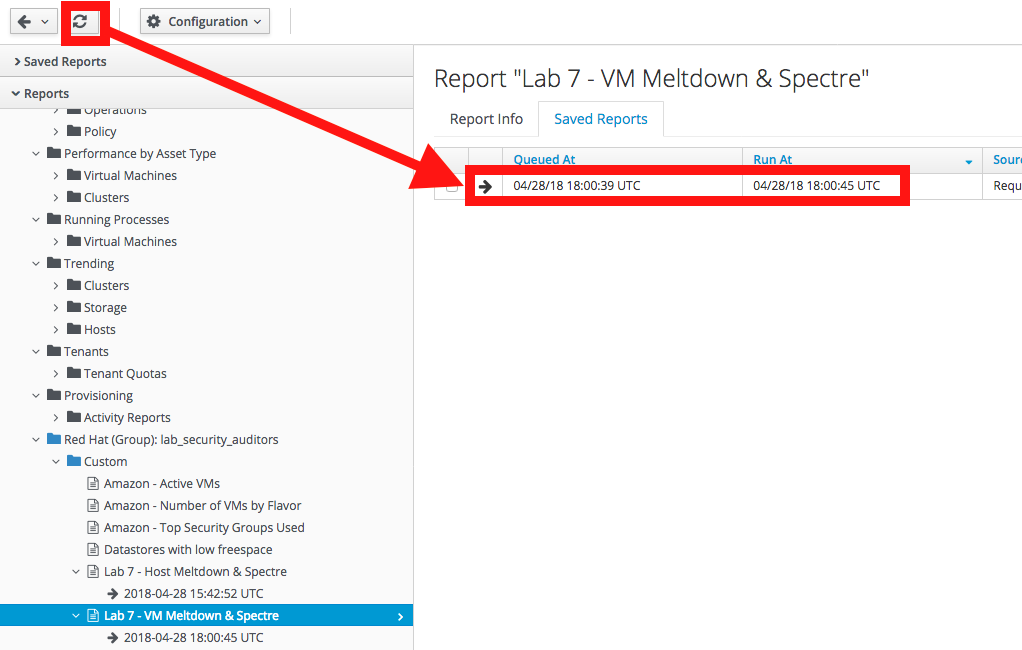 Configuration
Saved Reports
Reports
Operations
Policy
Performance by Asset Type
Virtual Machines
Clusters
Running Processes
Virtual Machines
Trending
Clusters
Storage
Hosts
Tenants
Tenant Quotas
Provisioning
Activity Reports
Red Hat (Group): lab_security_auditors
Custom
Amazon - Active VMs
Amazon - Number of VMs by Flavor
Amazon - Top Security Groups Used
Datastores with low freespace
Lab 7 - Host Meltdown & Spectre
2018-04-28 15:42:52 UTC
Lab 7 - VM Meltdown & Spectre
2018-04-28 18:00:45 UTC
Report "Lab 7 - VM Meltdown & Spectre"
Report Info Saved Reports
Queued At Run At Sourc
04/28/18 18:00:39 UTC 04/28/18 18:00:45 UTC Requ